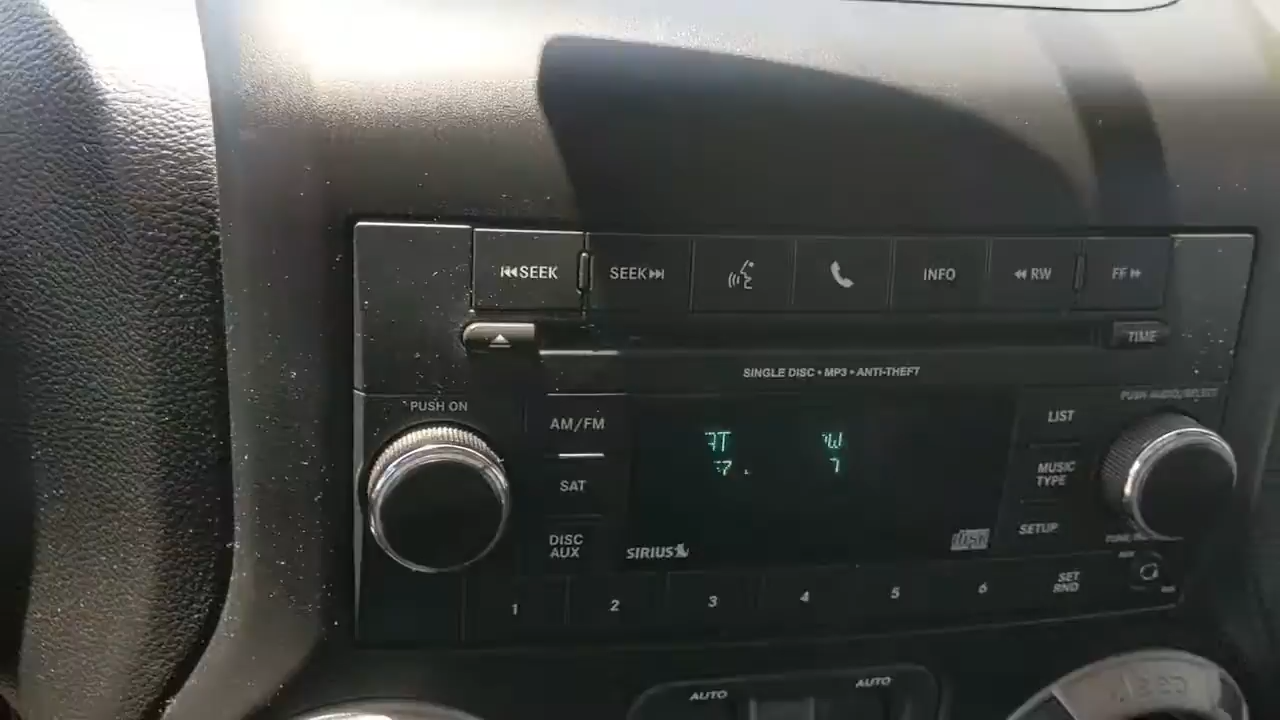 SEEK
SEEK
INFO
RW
FF
TIME
SINGLE DISC • MP3 • ANTI-THEFT
PUSH ON
PUSH AUDIO/SELECT
AM/FM
LIST
SAT
MUSIC
TYPE
DISC
AUX
SETUP
SIRIUS
disc
1
2
3
4
5
6
SET
RND
AUTO
AUTO